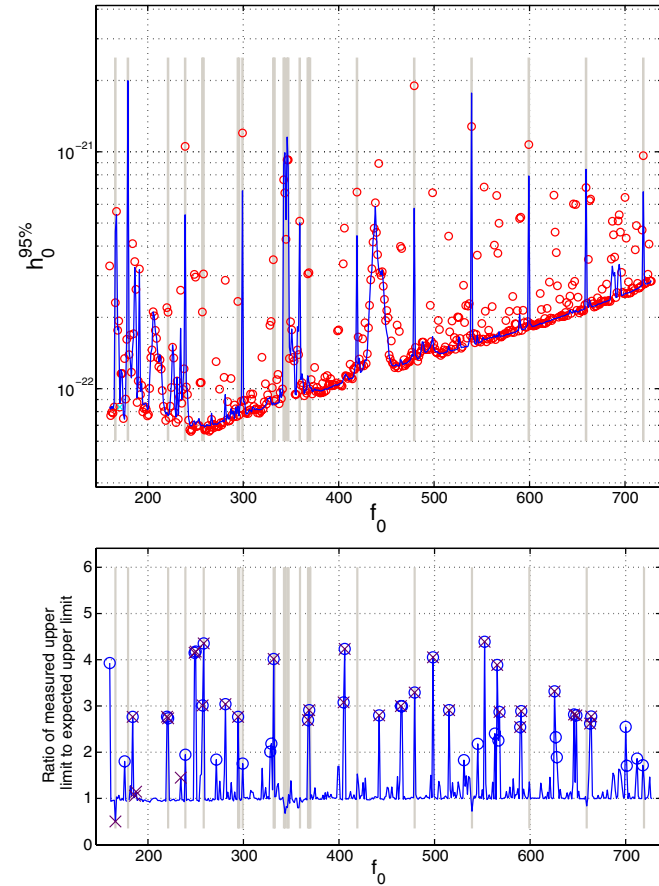 10^{-21}
10^{-22}
h_0^{95%}
200 300 400 500 600 700
f_0
6
5
4
3
2
1
0
Ratio of measured upper
limit to expected upper limit
200 300 400 500 600 700
f_0